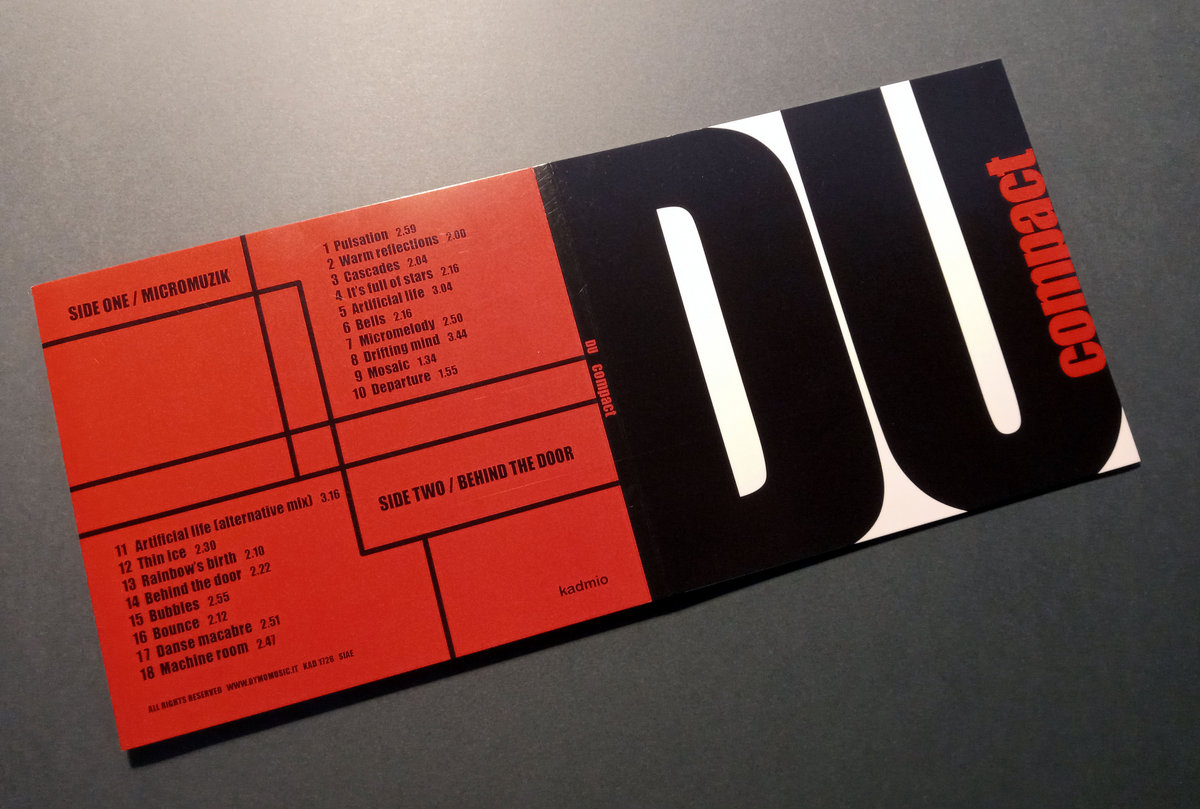 SIDE ONE / MICROMUZIK
1 Pulsation 2.59
2 Warm reflections 2.00
3 Cascades 2.04
4 It's full of stars 2.16
5 Artificial life 3.04
6 Bells 2.16
7 Micromelody 2.50
8 Drifting mind 3.44
9 Mosaic 1.34
10 Departure 1.55
SIDE TWO / BEHIND THE DOOR
11 Artificial life (alternative mix) 3.16
12 Thin ice 2.30
13 Rainbow's birth 2.10
14 Behind the door 2.22
15 Bubbles 2.55
16 Bounce 2.12
17 Danse macabre 2.51
18 Machine room 2.47
kadmio
ALL RIGHTS RESERVED WWW.DYNOMUSIC.IT KAD 1726 SIAE
DU compact
DU
compact